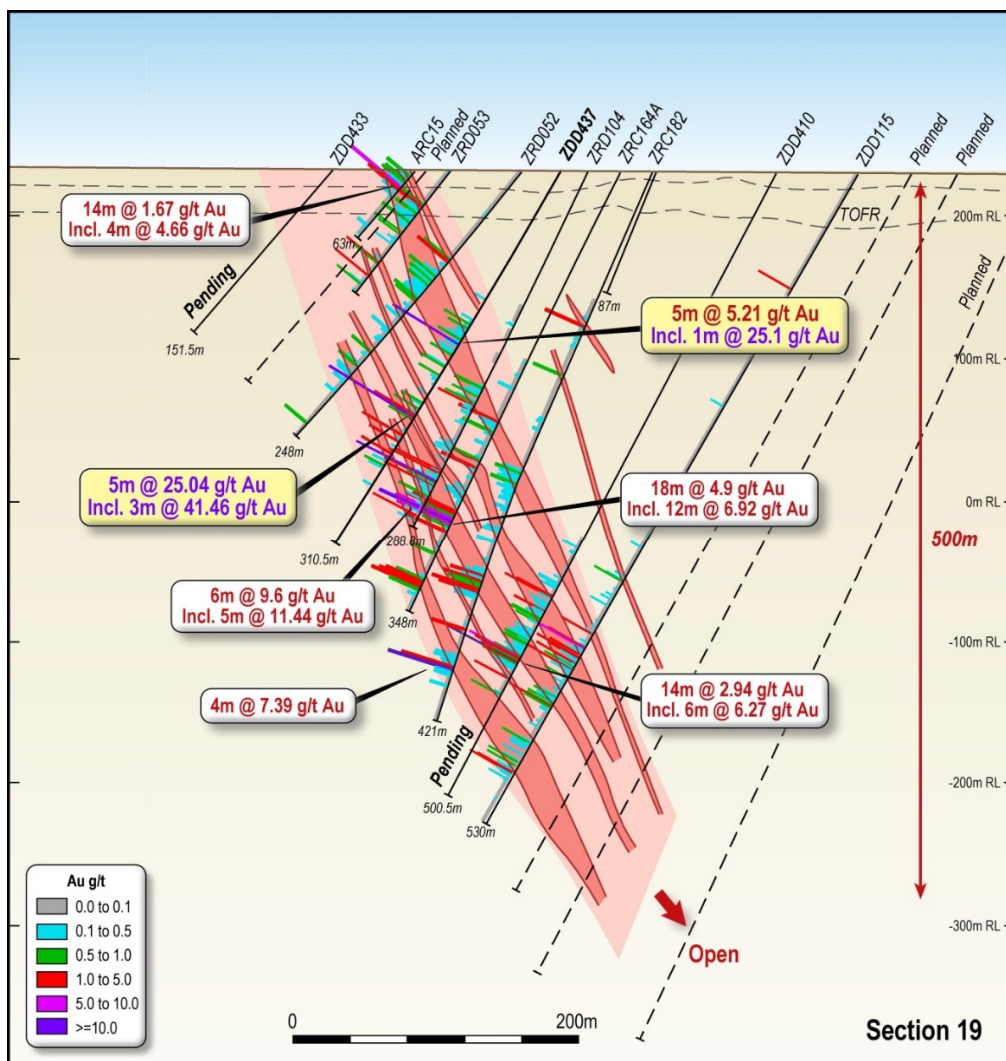 ZDD433
ARC15
Planned
ZRD053
ZRD052
ZDD437
ZRD104
ZRC164A
ZRC182
ZDD410
ZDD115
Planned
Planned
14m @ 1.67 g/t Au
Incl. 4m @ 4.66 g/t Au
TOFR
200m RL
63m
Pending
87m
Planned
151.5m
5m @ 5.21 g/t Au
Incl. 1m @ 25.1 g/t Au
100m RL
248m
5m @ 25.04 g/t Au
Incl. 3m @ 41.46 g/t Au
18m @ 4.9 g/t Au
Incl. 12m @ 6.92 g/t Au
0m RL
288.8m
500m
310.5m
6m @ 9.6 g/t Au
Incl. 5m @ 11.44 g/t Au
348m
-100m RL
4m @ 7.39 g/t Au
14m @ 2.94 g/t Au
Incl. 6m @ 6.27 g/t Au
421m
Pending
500.5m
-200m RL
530m
Au g/t
0.0 to 0.1
0.1 to 0.5
0.5 to 1.0
1.0 to 5.0
5.0 to 10.0
>=10.0
-300m RL
Open
0
200m
Section 19